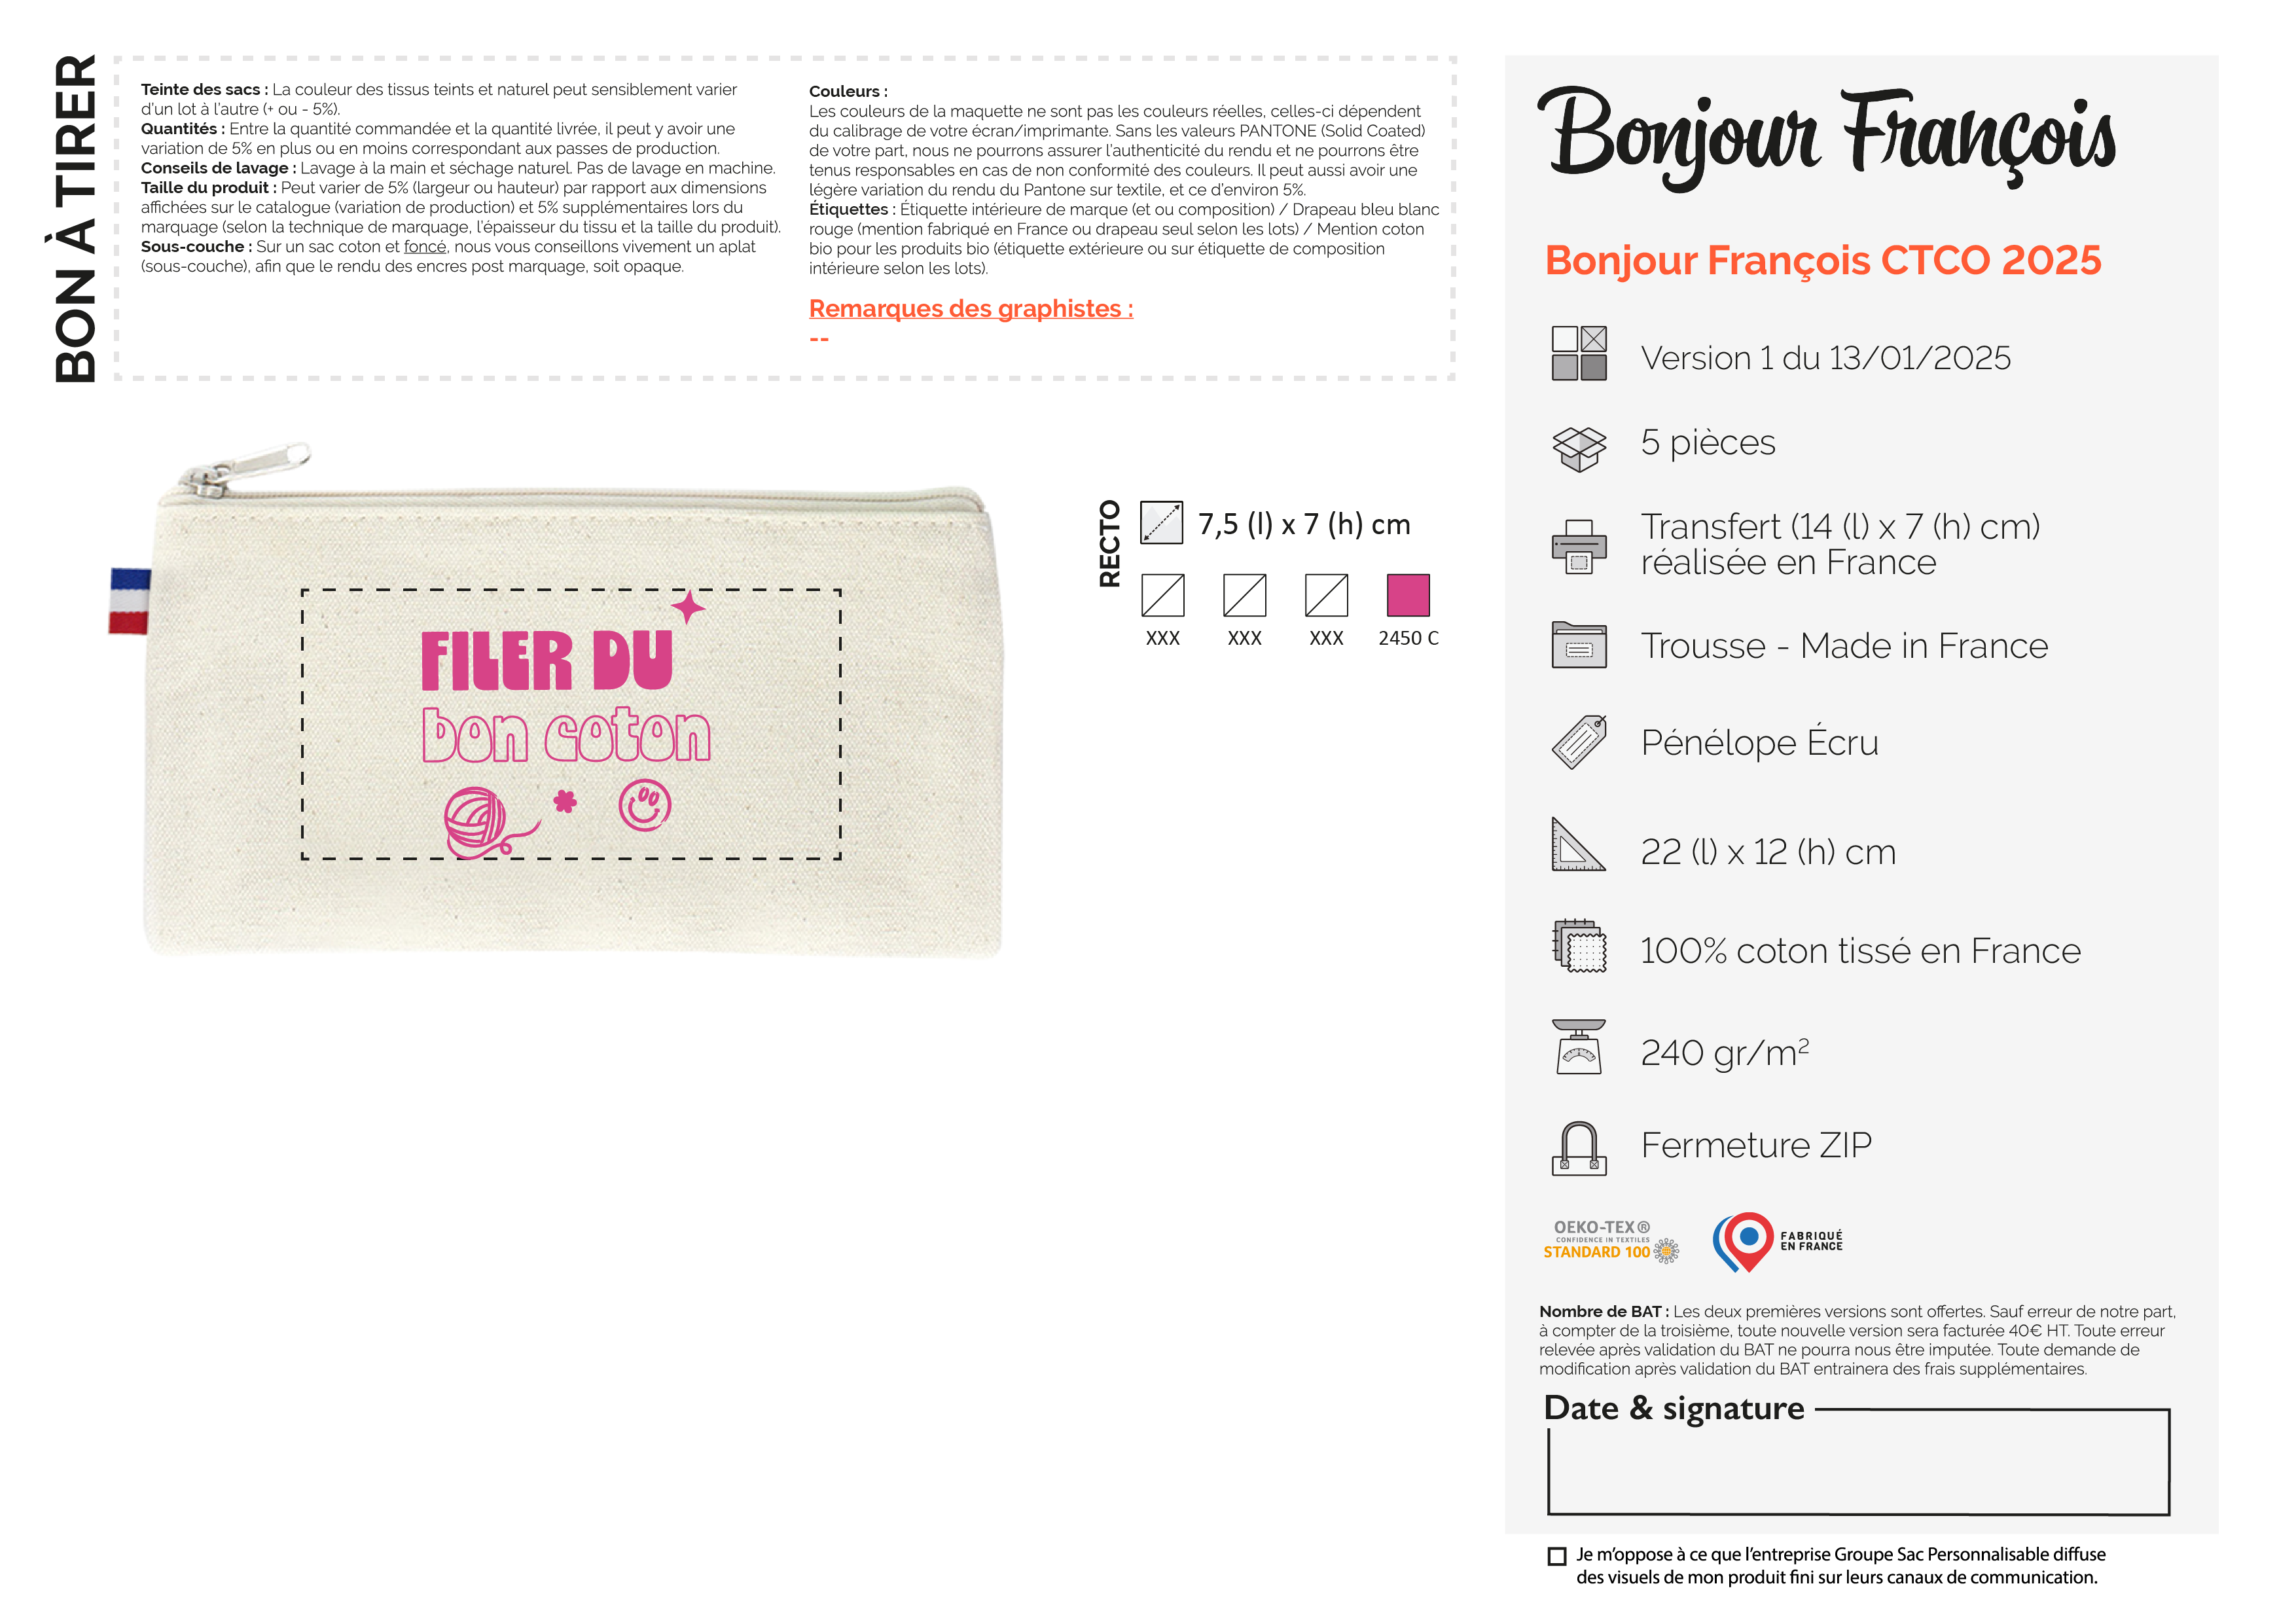 BON À TIRER
Teinte des sacs : La couleur des tissus teints et naturel peut sensiblement varier
d'un lot à l'autre (+ ou - 5%).
Quantités : Entre la quantité commandée et la quantité livrée, il peut y avoir une
variation de 5% en plus ou en moins correspondant aux passes de production.
Conseils de lavage : Lavage à la main et séchage naturel. Pas de lavage en machine.
Taille du produit : Peut varier de 5% (largeur ou hauteur) par rapport aux dimensions
affichées sur le catalogue (variation de production) et 5% supplémentaires lors du
marquage (selon la technique de marquage, l'épaisseur du tissu et la taille du produit).
Sous-couche : Sur un sac coton et foncé, nous vous conseillons vivement un aplat
(sous-couche), afin que le rendu des encres post marquage, soit opaque.
Couleurs :
Les couleurs de la maquette ne sont pas les couleurs réelles, celles-ci dépendent
du calibrage de votre écran/imprimante. Sans les valeurs PANTONE (Solid Coated)
de votre part, nous ne pourrons assurer l'authenticité du rendu et ne pourrons être
tenus responsables en cas de non conformité des couleurs. Il peut aussi avoir une
légère variation du rendu du Pantone sur textile, et ce d'environ 5%.
Étiquettes : Étiquette intérieure de marque (et ou composition) / Drapeau bleu blanc
rouge (mention fabriqué en France ou drapeau seul selon les lots) / Mention coton
bio pour les produits bio (étiquette extérieure ou sur étiquette de composition
intérieure selon les lots).
Remarques des graphistes :
--
FILER DU
bon coton
RECTO
7,5 (l) x 7 (h) cm
XXX XXX XXX 2450 C
Bonjour François
Bonjour François CTCO 2025
Version 1 du 13/01/2025
5 pièces
Transfert (14 (l) x 7 (h) cm)
réalisée en France
Trousse - Made in France
Pénélope Écru
22 (l) x 12 (h) cm
100% coton tissé en France
240 gr/m²
Fermeture ZIP
OEKO-TEX®
CONFIDENCE IN TEXTILES
STANDARD 100
FABRIQUÉ
EN FRANCE
Nombre de BAT : Les deux premières versions sont offertes. Sauf erreur de notre part,
à compter de la troisième, toute nouvelle version sera facturée 40€ HT. Toute erreur
relevée après validation du BAT ne pourra nous être imputée. Toute demande de
modification après validation du BAT entrainera des frais supplémentaires.
Date & signature
Je m'oppose à ce que l'entreprise Groupe Sac Personnalisable diffuse
des visuels de mon produit fini sur leurs canaux de communication.